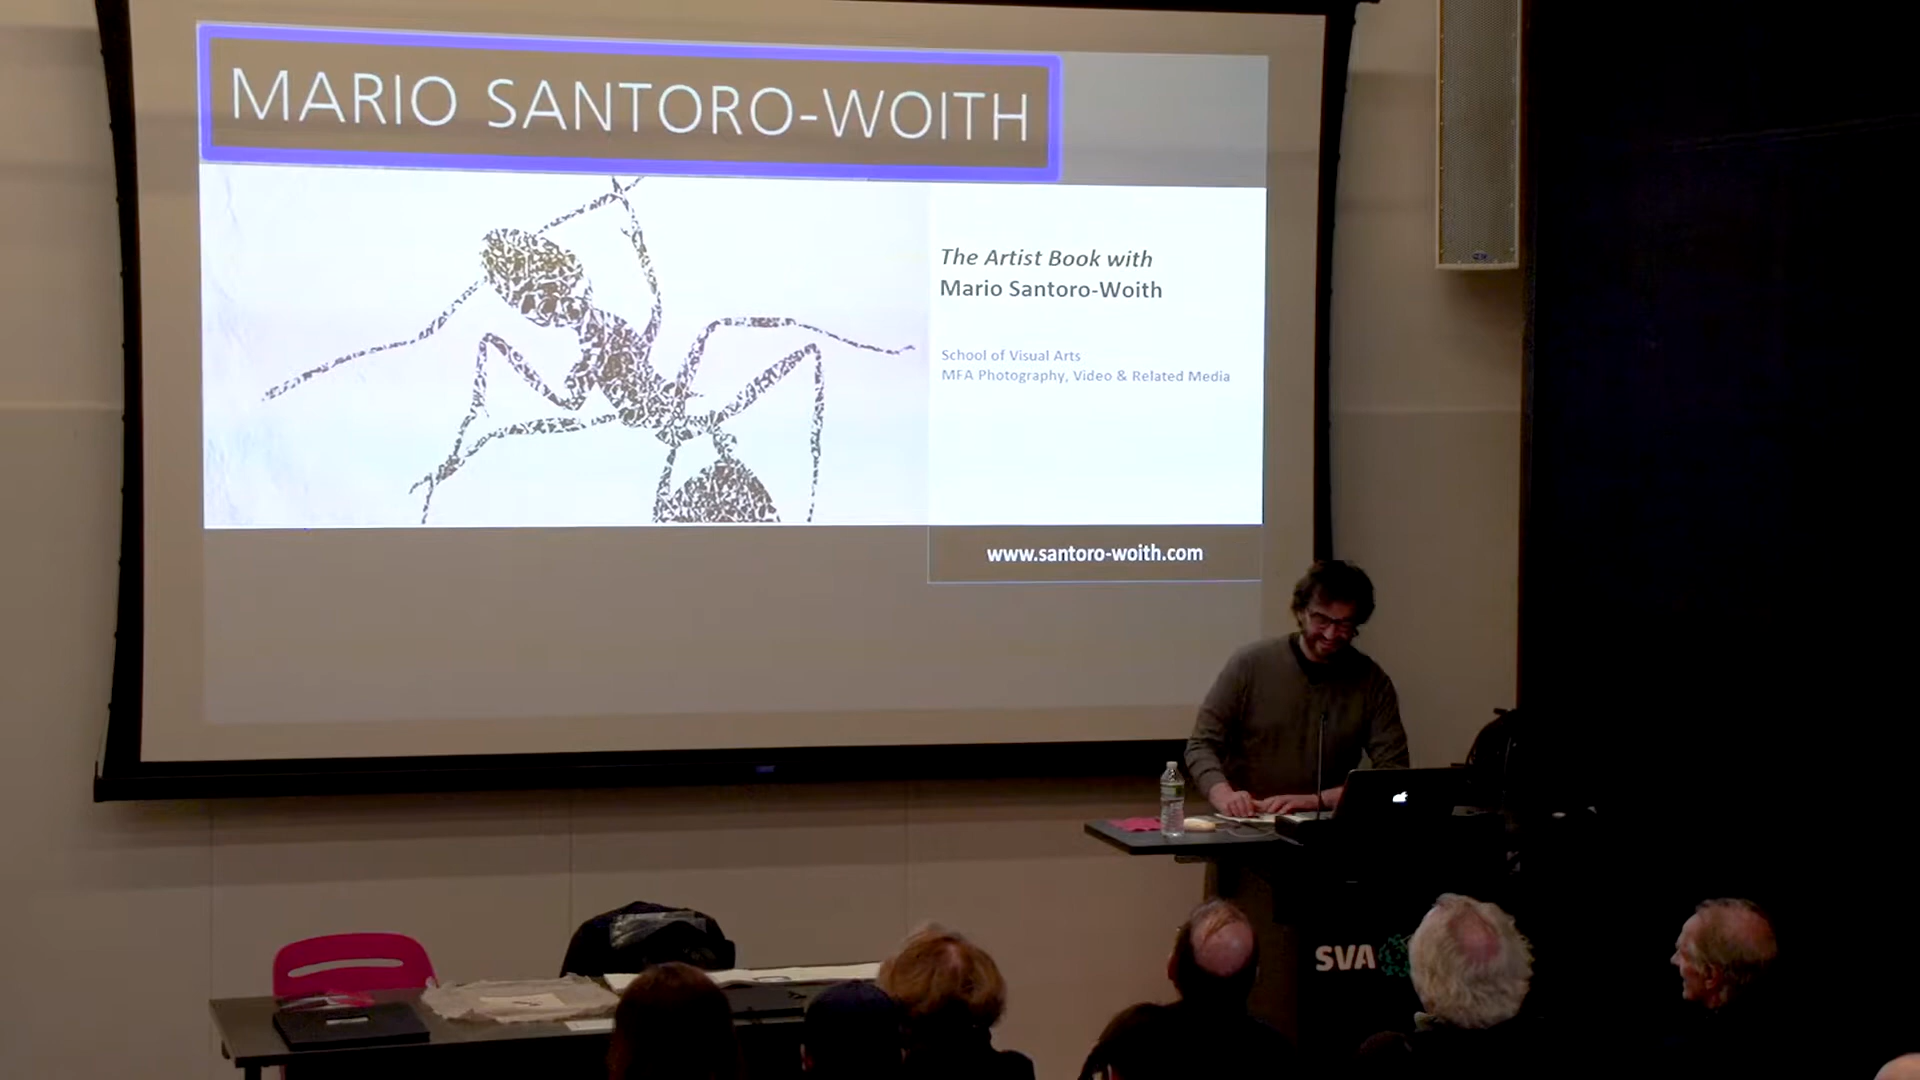 MARIO SANTORO-WOITH
The Artist Book with
Mario Santoro-Woith
School of Visual Arts
MFA Photography, Video & Related Media
www.santoro-woith.com
SVA